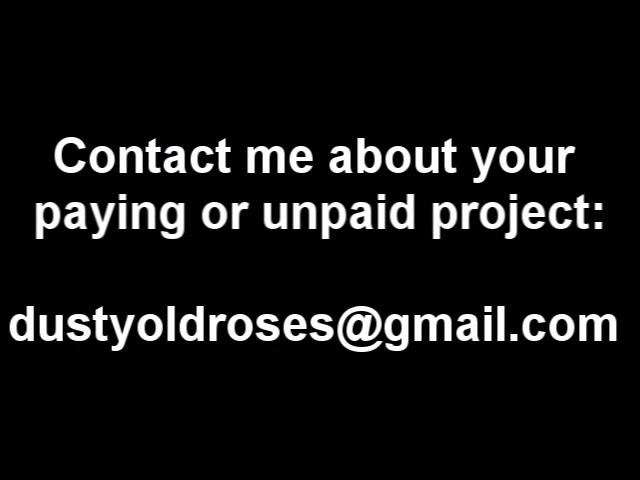 Contact me about your
paying or unpaid project:
dustyoldroses@gmail.com